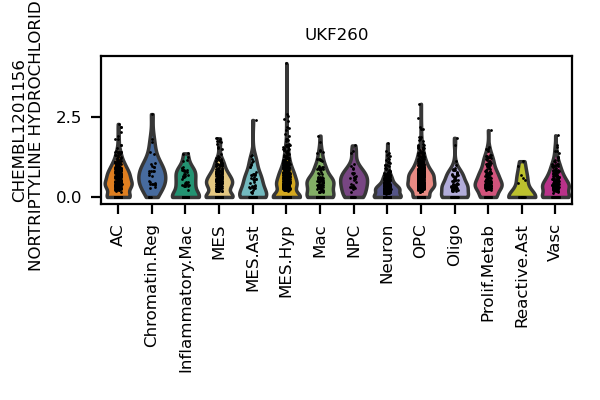 UKF260
CHEMBL1201156
NORTRIPTYLINE HYDROCHLORID
2.5
0.0
AC
Chromatin.Reg
Inflammatory.Mac
MES
MES.Ast
MES.Hyp
Mac
NPC
Neuron
OPC
Oligo
Prolif.Metab
Reactive.Ast
Vasc